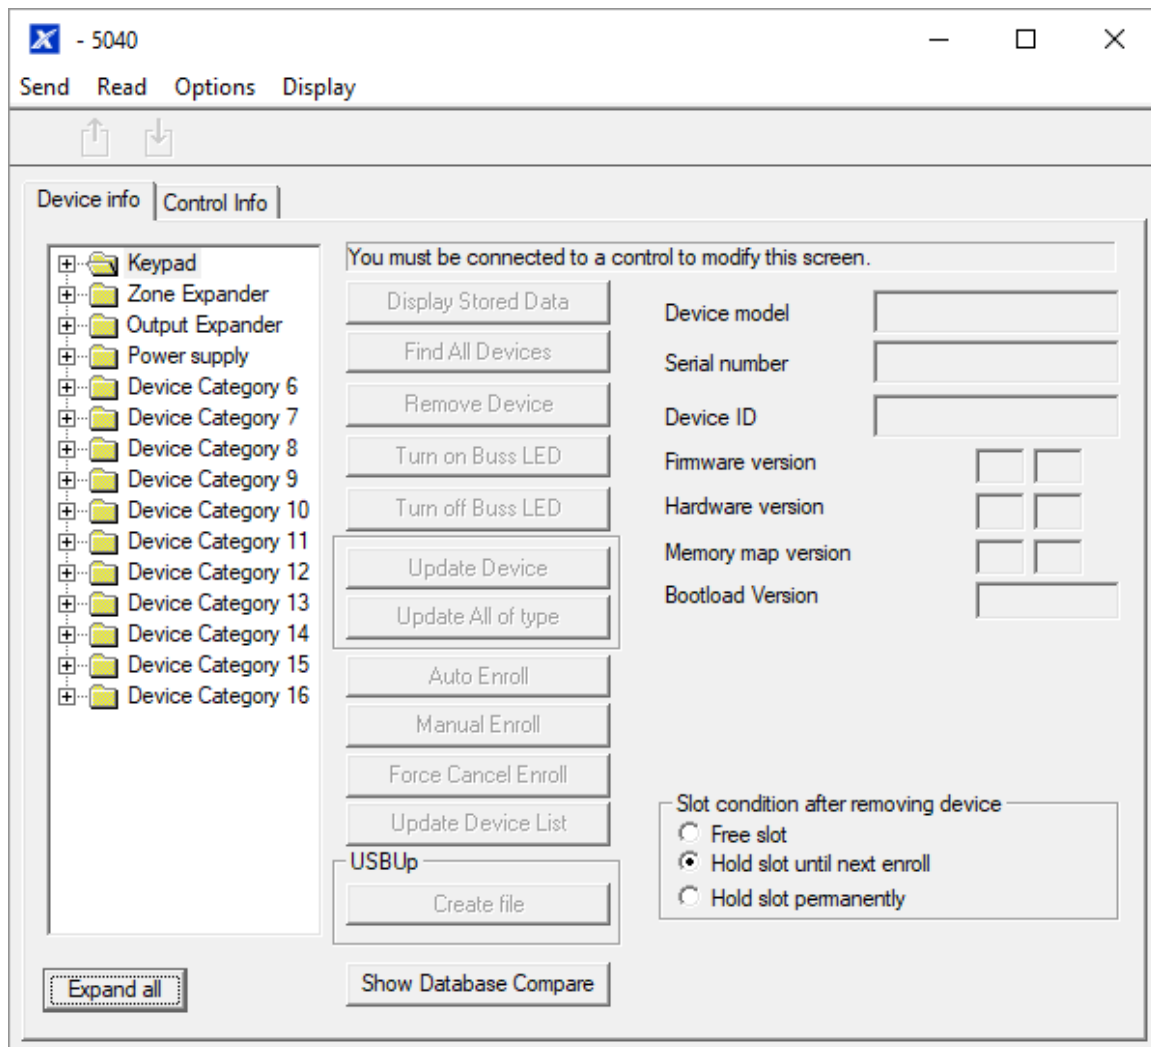 - 5040
Send Read Options Display
Device info Control Info
Keypad
Zone Expander
Output Expander
Power supply
Device Category 6
Device Category 7
Device Category 8
Device Category 9
Device Category 10
Device Category 11
Device Category 12
Device Category 13
Device Category 14
Device Category 15
Device Category 16
Expand all
You must be connected to a control to modify this screen.
Display Stored Data
Find All Devices
Remove Device
Turn on Buss LED
Turn off Buss LED
Update Device
Update All of type
Auto Enroll
Manual Enroll
Force Cancel Enroll
Update Device List
USBUp
Create file
Show Database Compare
Device model
Serial number
Device ID
Firmware version
Hardware version
Memory map version
Bootload Version
Slot condition after removing device
Free slot
Hold slot until next enroll
Hold slot permanently